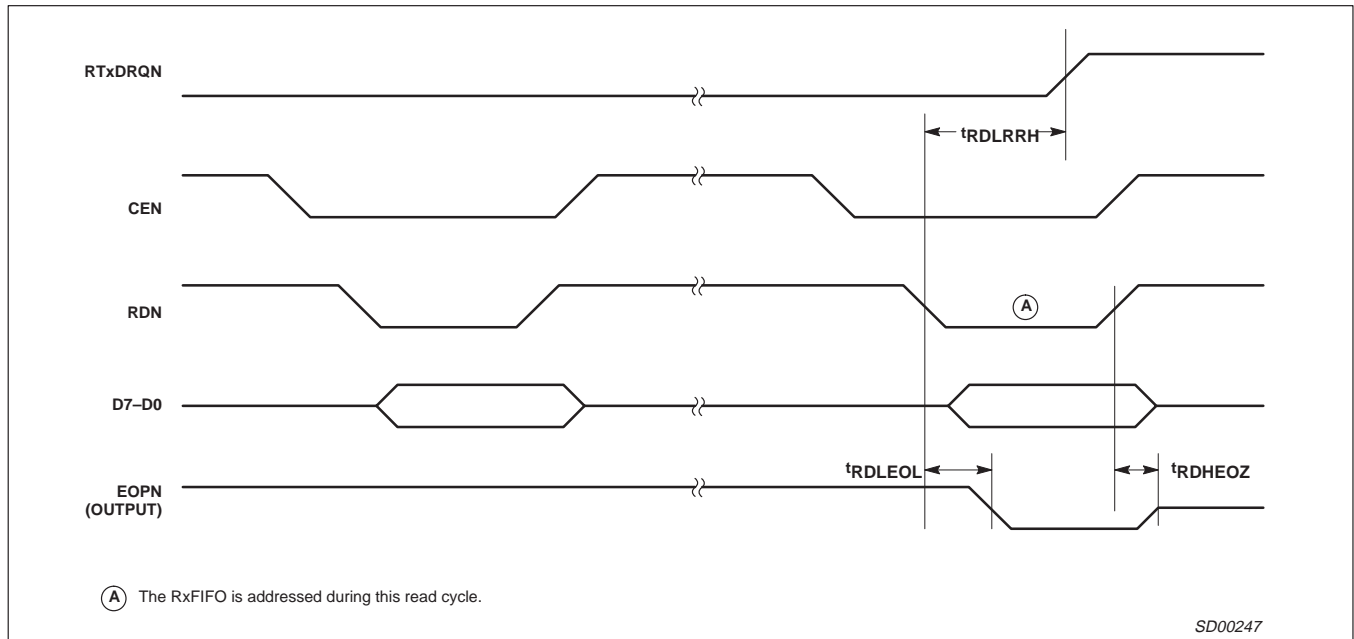 RTxDRQN
tRDLRRH
CEN
RDN
A
D7–D0
tRDLEOL
tRDHEOZ
EOPN
(OUTPUT)
A The RxFIFO is addressed during this read cycle.
SD00247